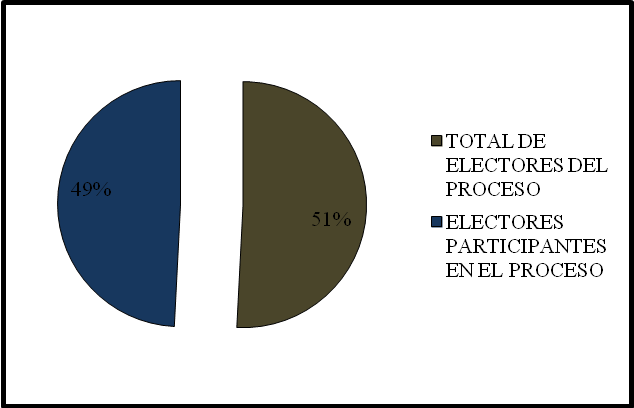 49%
51%
TOTAL DE
ELECTORES DEL
PROCESO
ELECTORES
PARTICIPANTES
EN EL PROCESO